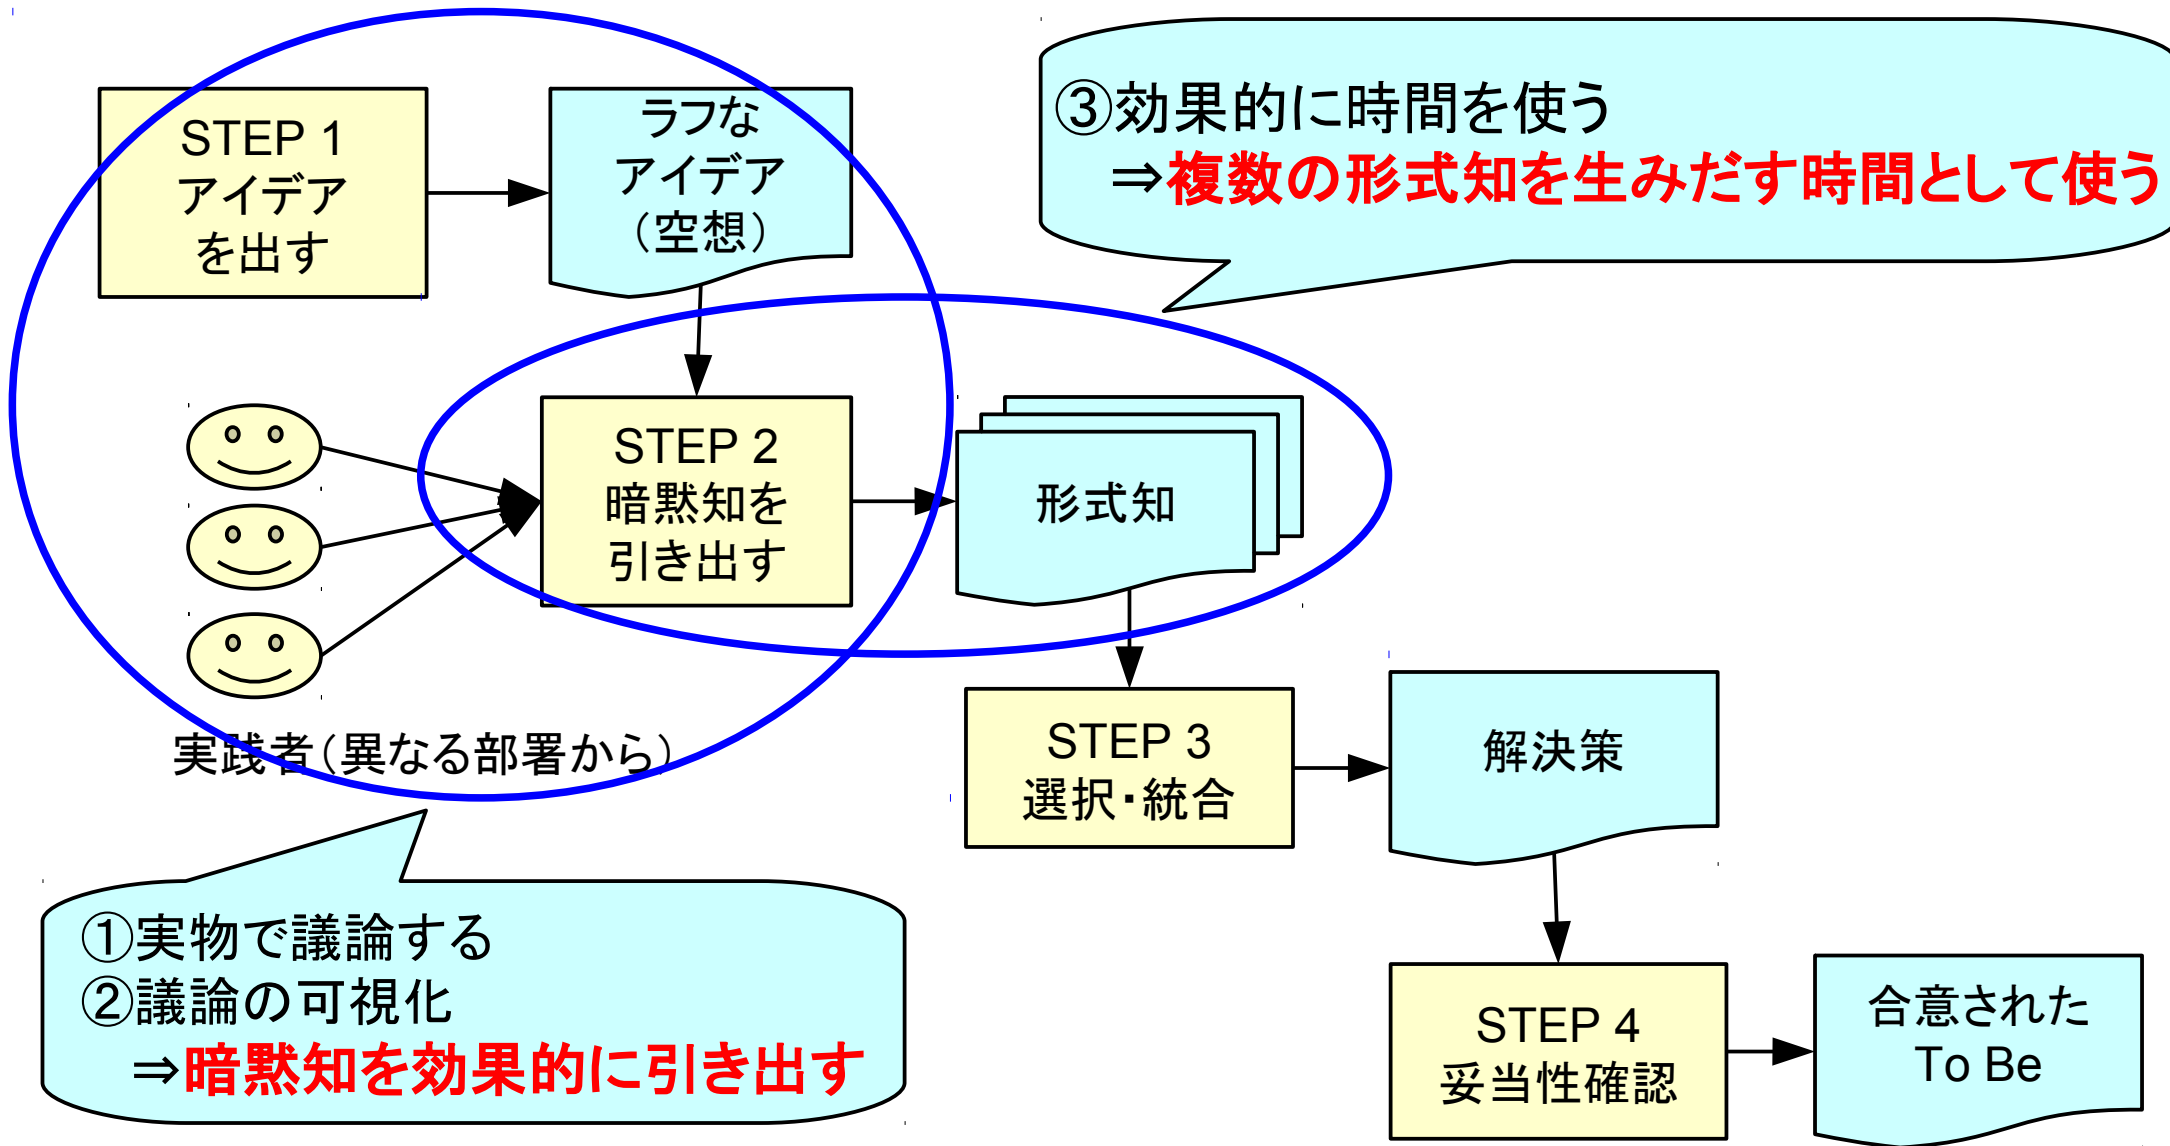 STEP 1
アイデア
を出す
ラフな
アイデア
（空想）
③効果的に時間を使う
⇒複数の形式知を生みだす時間として使う
STEP 2
暗黙知を
引き出す
形式知
実践者（異なる部署から）
STEP 3
選択・統合
解決策
①実物で議論する
②議論の可視化
⇒暗黙知を効果的に引き出す
STEP 4
妥当性確認
合意された
To Be